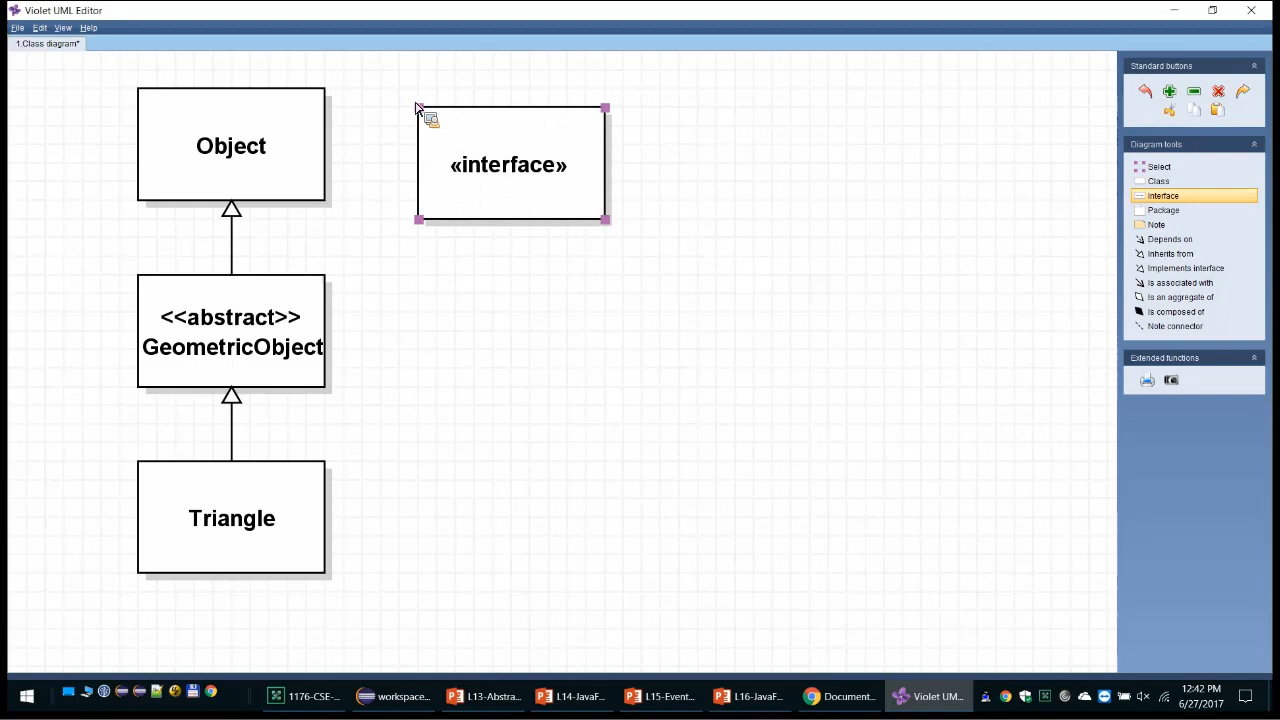 Violet UML Editor
File Edit View Help
1.Class diagram*
Object
«interface»
<<abstract>>
GeometricObject
Triangle
Standard buttons
Diagram tools
Select
Class
Interface
Package
Note
Depends on
Inherits from
Implements interface
Is associated with
Is an aggregate of
Is composed of
Note connector
Extended functions
1176-CSE-...
workspace...
L13-Abstra...
L14-JavaF...
L15-Event...
L16-JavaF...
Document...
Violet UM...
12:42 PM
6/27/2017